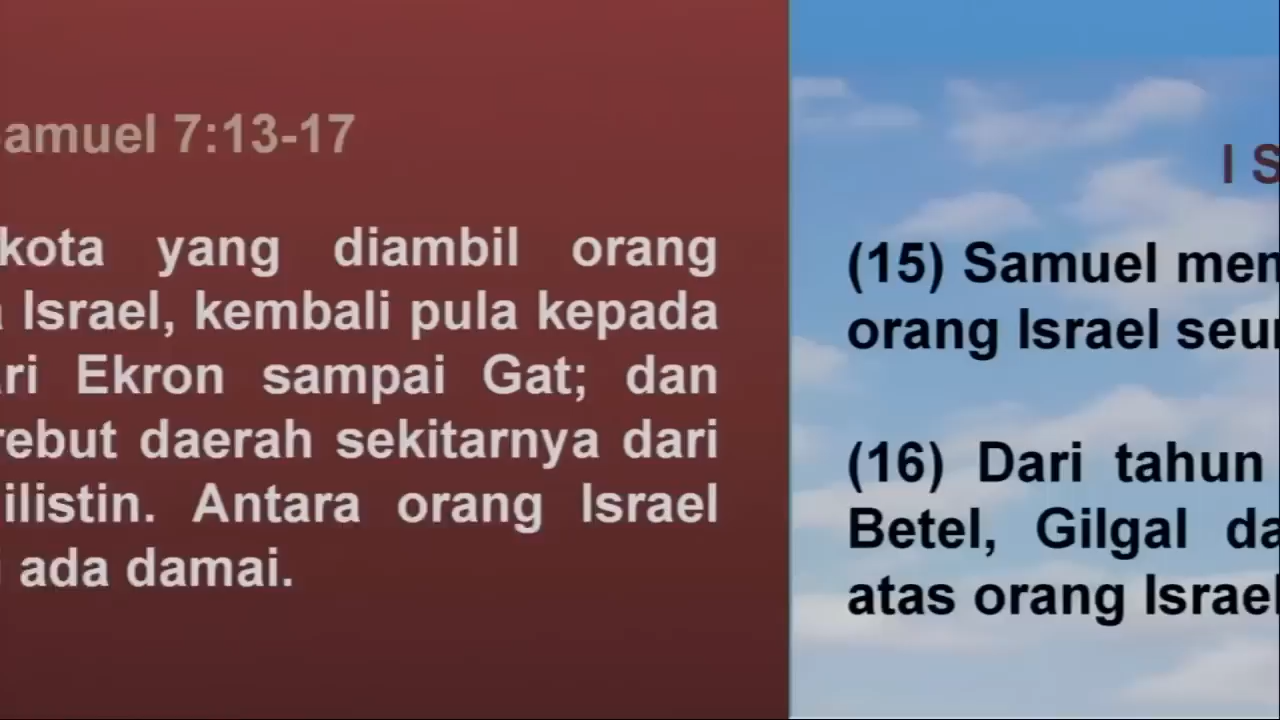 amuel 7:13-17
kota yang diambil orang
Israel, kembali pula kepada
Ekron sampai Gat; dan
rebut daerah sekitarnya dari
ilistin. Antara orang Israel
ada damai.
I S
(15) Samuel men
orang Israel seu
(16) Dari tahun
Betel, Gilgal da
atas orang Israel